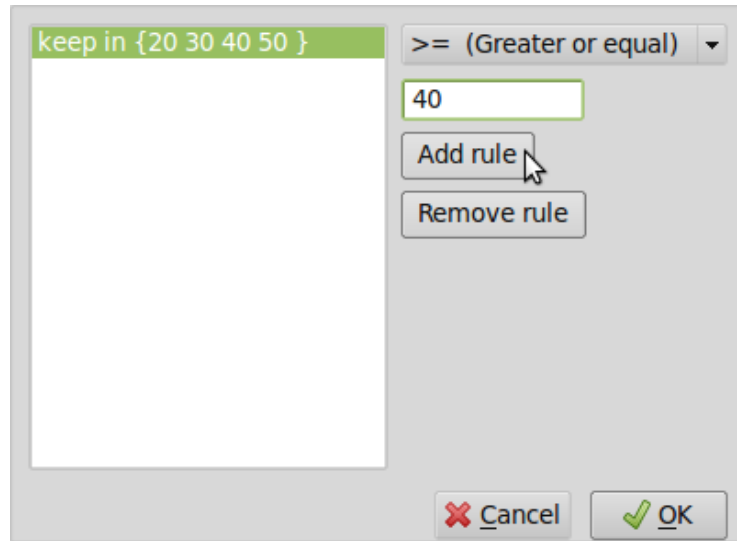 keep in {20 30 40 50 }
>= (Greater or equal)
40
Add rule
Remove rule
Cancel
OK